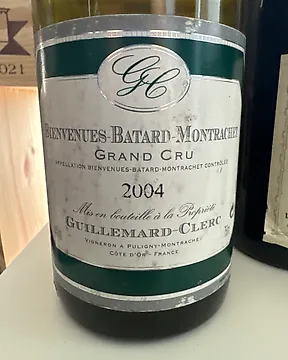 2021
GC
BIENVENUES-BATARD-MONTRACHET
GRAND CRU
APPELLATION BIENVENUES-BATARD-MONTRACHET CONTRÔLÉE
2004
Mis en bouteille à la Propriété
GUILLEMARD-CLERC
VIGNERON A PULIGNY-MONTRACHET
CÔTE D'OR - FRANCE